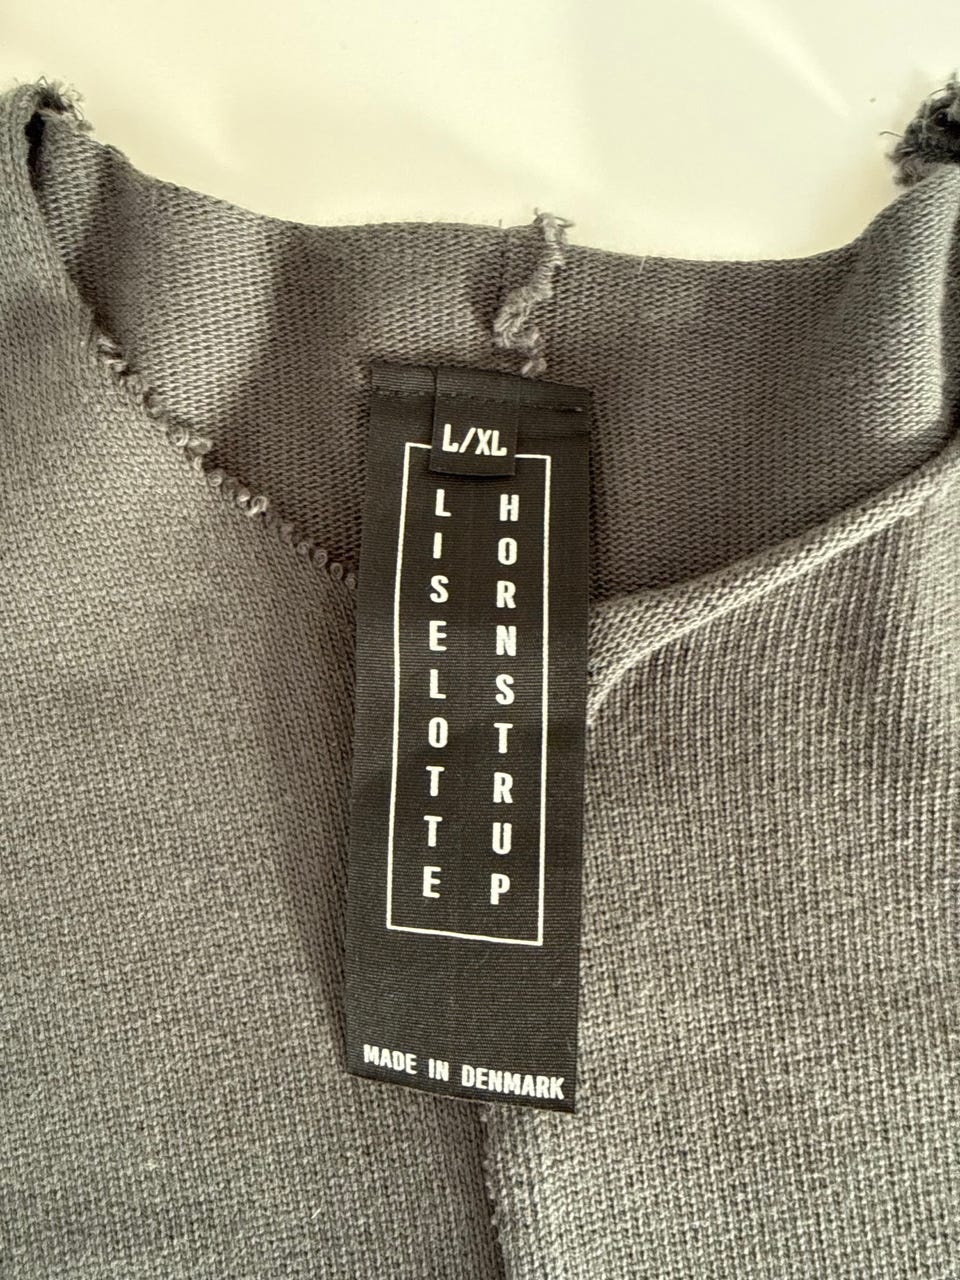 L/XL
LISELOTTE
HORNSTRUP
MADE IN DENMARK